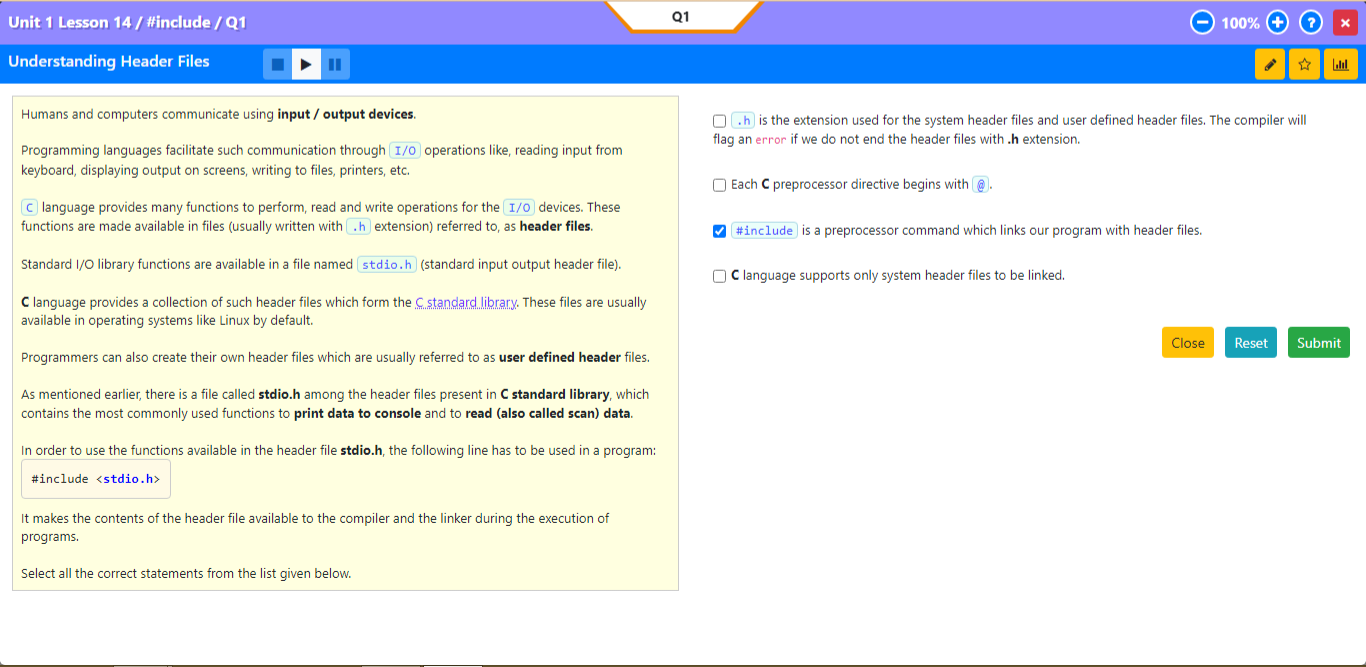 Unit 1 Lesson 14 / #include / Q1
Q1
100%
?
Understanding Header Files
Humans and computers communicate using input / output devices.
Programming languages facilitate such communication through I/O operations like, reading input from
keyboard, displaying output on screens, writing to files, printers, etc.
C language provides many functions to perform, read and write operations for the I/O devices. These
functions are made available in files (usually written with .h extension) referred to, as header files.
Standard I/O library functions are available in a file named stdio.h (standard input output header file).
C language provides a collection of such header files which form the C standard library. These files are usually
available in operating systems like Linux by default.
Programmers can also create their own header files which are usually referred to as user defined header files.
As mentioned earlier, there is a file called stdio.h among the header files present in C standard library, which
contains the most commonly used functions to print data to console and to read (also called scan) data.
In order to use the functions available in the header file stdio.h, the following line has to be used in a program:
#include <stdio.h>
It makes the contents of the header file available to the compiler and the linker during the execution of
programs.
Select all the correct statements from the list given below.
.h is the extension used for the system header files and user defined header files. The compiler will
flag an error if we do not end the header files with .h extension.
Each C preprocessor directive begins with @.
#include is a preprocessor command which links our program with header files.
C language supports only system header files to be linked.
Close Reset Submit